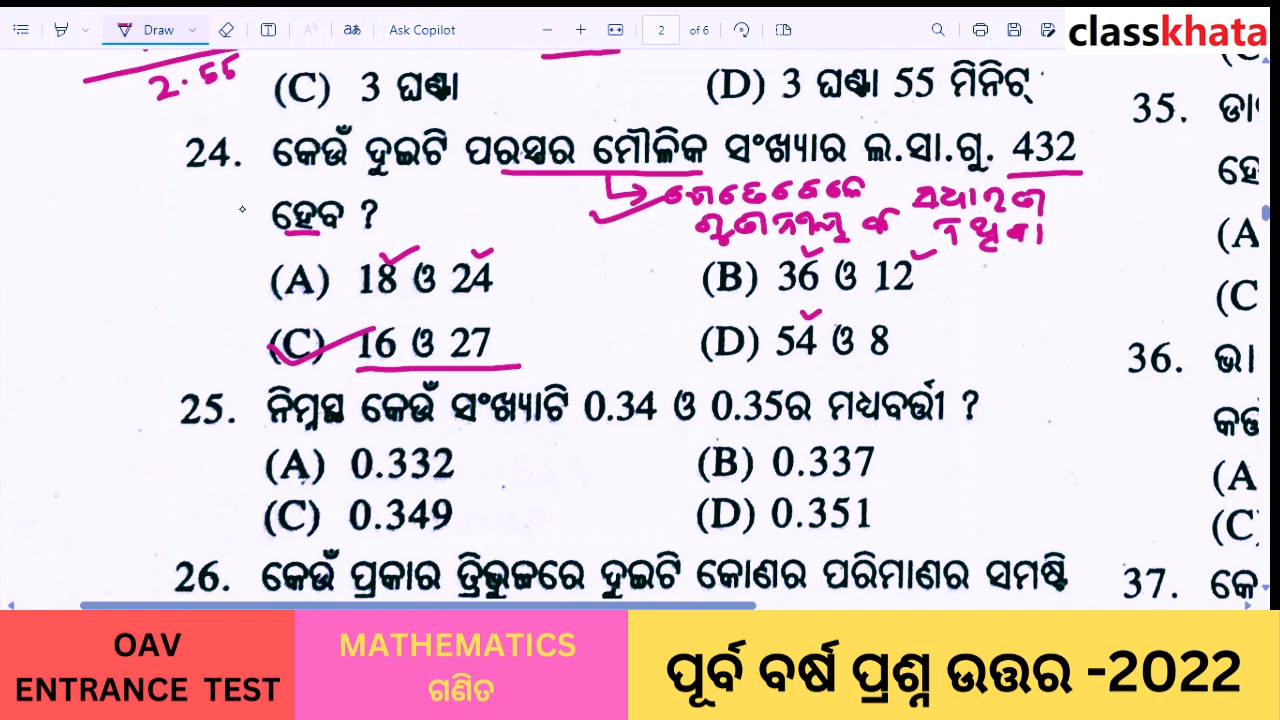 Draw
Ask Copilot
2 of 6
classkhata
2.55
(C) 3 ଘଣ୍ଟା (D) 3 ଘଣ୍ଟା 55 ମିନିଟ୍
35. ଡା
24. କେଉଁ ଦୁଇଟି ପରସ୍ପର ମୌଳିକ ସଂଖ୍ୟାର ଲ.ସା.ଗୁ. 432
ହେବ ?
ହେ
ସାଧାରଣ
(A) 18 ଓ 24 (B) 36 ଓ 12
(A
(C) 16 ଓ 27 (D) 54 ଓ 8
(C
36. ଭା
25. ନିମ୍ନସ୍ଥ କେଉଁ ସଂଖ୍ୟାଟି 0.34 ଓ 0.35ର ମଧ୍ୟବର୍ତ୍ତୀ ?
(A) 0.332 (B) 0.337
(A
(C) 0.349 (D) 0.351
(C)
26. କେଉଁ ପ୍ରକାର ତ୍ରିଭୁଜରେ ଦୁଇଟି କୋଣର ପରିମାଣର ସମଷ୍ଟି
37. କେ
OAV
ENTRANCE TEST
MATHEMATICS
ଗଣିତ
ପୂର୍ବ ବର୍ଷ ପ୍ରଶ୍ନ ଉତ୍ତର -2022